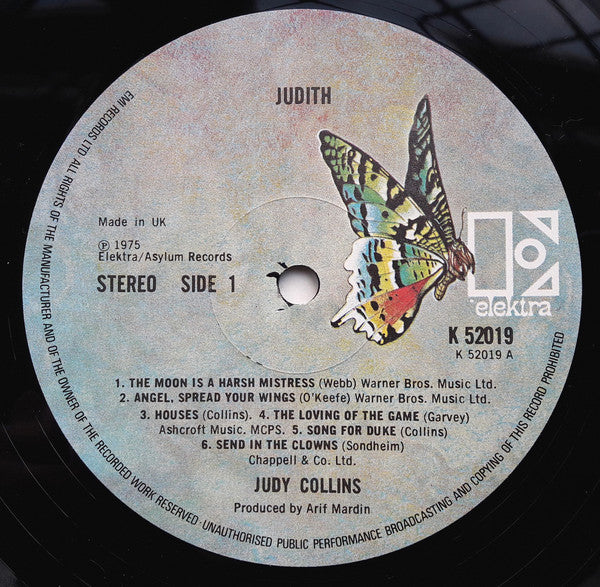 JUDITH
Made in UK
℗ 1975
Elektra/Asylum Records
STEREO SIDE 1
elektra
K 52019
K 52019 A
1. THE MOON IS A HARSH MISTRESS (Webb) Warner Bros. Music Ltd.
2. ANGEL, SPREAD YOUR WINGS (O'Keefe) Warner Bros. Music Ltd.
3. HOUSES (Collins). 4. THE LOVING OF THE GAME (Garvey)
Ashcroft Music. MCPS. 5. SONG FOR DUKE (Collins)
6. SEND IN THE CLOWNS (Sondheim)
Chappell & Co. Ltd.
JUDY COLLINS
Produced by Arif Mardin
EMI RECORDS LTD ALL RIGHTS OF THE MANUFACTURER AND OF THE OWNER OF THE RECORDED WORK RESERVED · UNAUTHORISED PUBLIC PERFORMANCE BROADCASTING AND COPYING OF THIS RECORD PROHIBITED